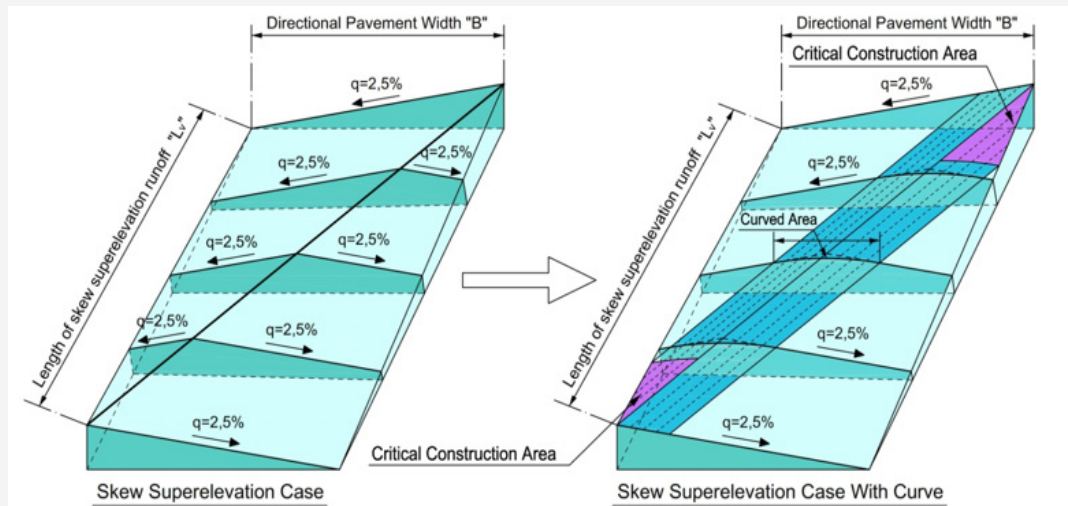 Directional Pavement Width "B"
q=2,5%
q=2,5%
q=2,5%
q=2,5%
q=2,5%
q=2,5%
q=2,5%
q=2,5%
Length of skew superelevation runoff "Lv"
Skew Superelevation Case
Directional Pavement Width "B"
Critical Construction Area
q=2,5%
q=2,5%
Curved Area
q=2,5%
q=2,5%
Length of skew superelevation runoff "Lv"
Critical Construction Area
Skew Superelevation Case With Curve